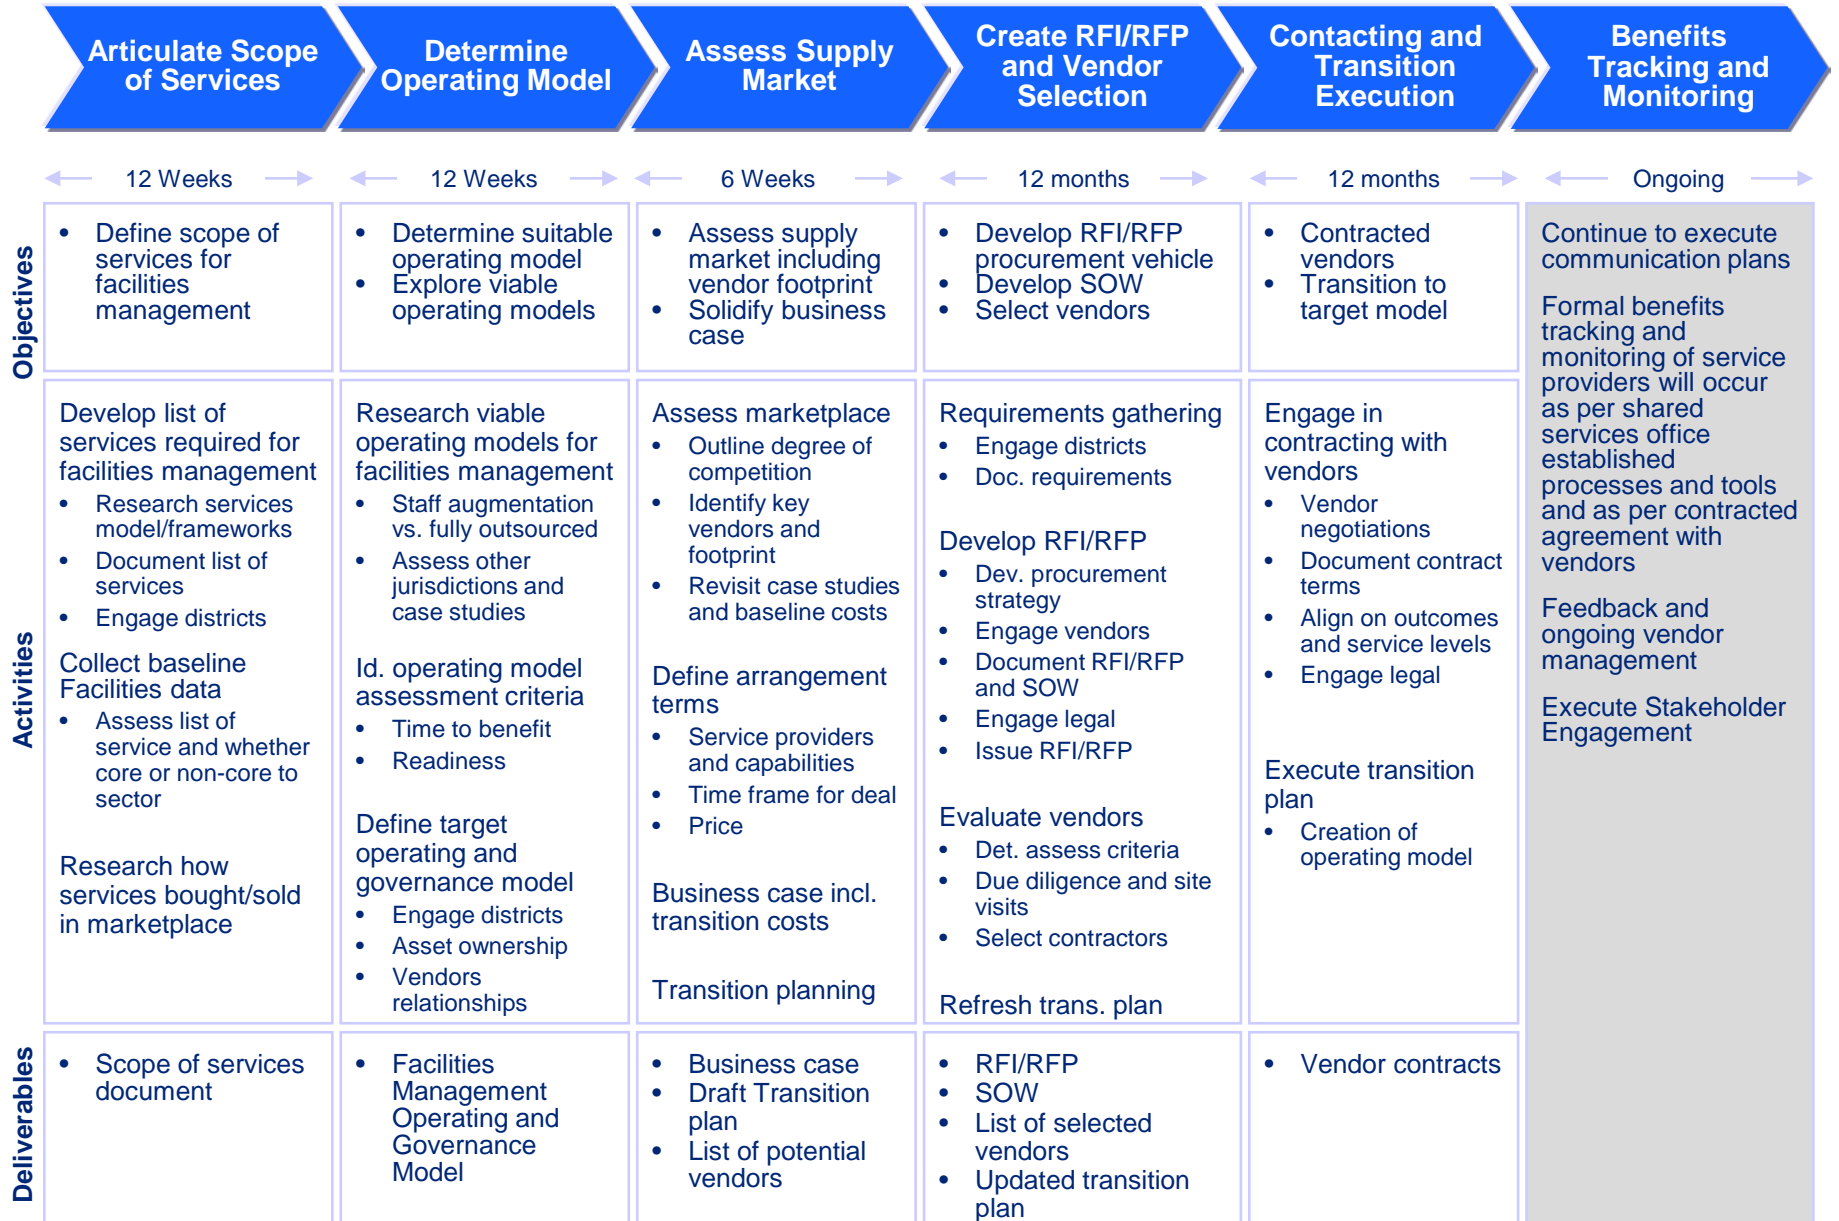 Articulate Scope
of Services
Determine
Operating Model
Assess Supply
Market
Create RFI/RFP
and Vendor
Selection
Contacting and
Transition
Execution
Benefits
Tracking and
Monitoring
12 Weeks
12 Weeks
6 Weeks
12 months
12 months
Ongoing
Objectives
• Define scope of
services for
facilities
management
• Determine suitable
operating model
• Explore viable
operating models
• Assess supply
market including
vendor footprint
• Solidify business
case
• Develop RFI/RFP
procurement vehicle
• Develop SOW
• Select vendors
• Contracted
vendors
• Transition to
target model
Continue to execute
communication plans
Formal benefits
tracking and
monitoring of service
providers will occur
as per shared
services office
established
processes and tools
and as per contracted
agreement with
vendors
Feedback and
ongoing vendor
management
Execute Stakeholder
Engagement
Activities
Develop list of
services required for
facilities management
• Research services
model/frameworks
• Document list of
services
• Engage districts
Collect baseline
Facilities data
• Assess list of
service and whether
core or non-core to
sector
Research how
services bought/sold
in marketplace
Research viable
operating models for
facilities management
• Staff augmentation
vs. fully outsourced
• Assess other
jurisdictions and
case studies
Id. operating model
assessment criteria
• Time to benefit
• Readiness
Define target
operating and
governance model
• Engage districts
• Asset ownership
• Vendors
relationships
Assess marketplace
• Outline degree of
competition
• Identify key
vendors and
footprint
• Revisit case studies
and baseline costs
Define arrangement
terms
• Service providers
and capabilities
• Time frame for deal
• Price
Business case incl.
transition costs
Transition planning
Requirements gathering
• Engage districts
• Doc. requirements
Develop RFI/RFP
• Dev. procurement
strategy
• Engage vendors
• Document RFI/RFP
and SOW
• Engage legal
• Issue RFI/RFP
Evaluate vendors
• Det. assess criteria
• Due diligence and site
visits
• Select contractors
Refresh trans. plan
Engage in
contracting with
vendors
• Vendor
negotiations
• Document contract
terms
• Align on outcomes
and service levels
• Engage legal
Execute transition
plan
• Creation of
operating model
Deliverables
• Scope of services
document
• Facilities
Management
Operating and
Governance
Model
• Business case
• Draft Transition
plan
• List of potential
vendors
• RFI/RFP
• SOW
• List of selected
vendors
• Updated transition
plan
• Vendor contracts